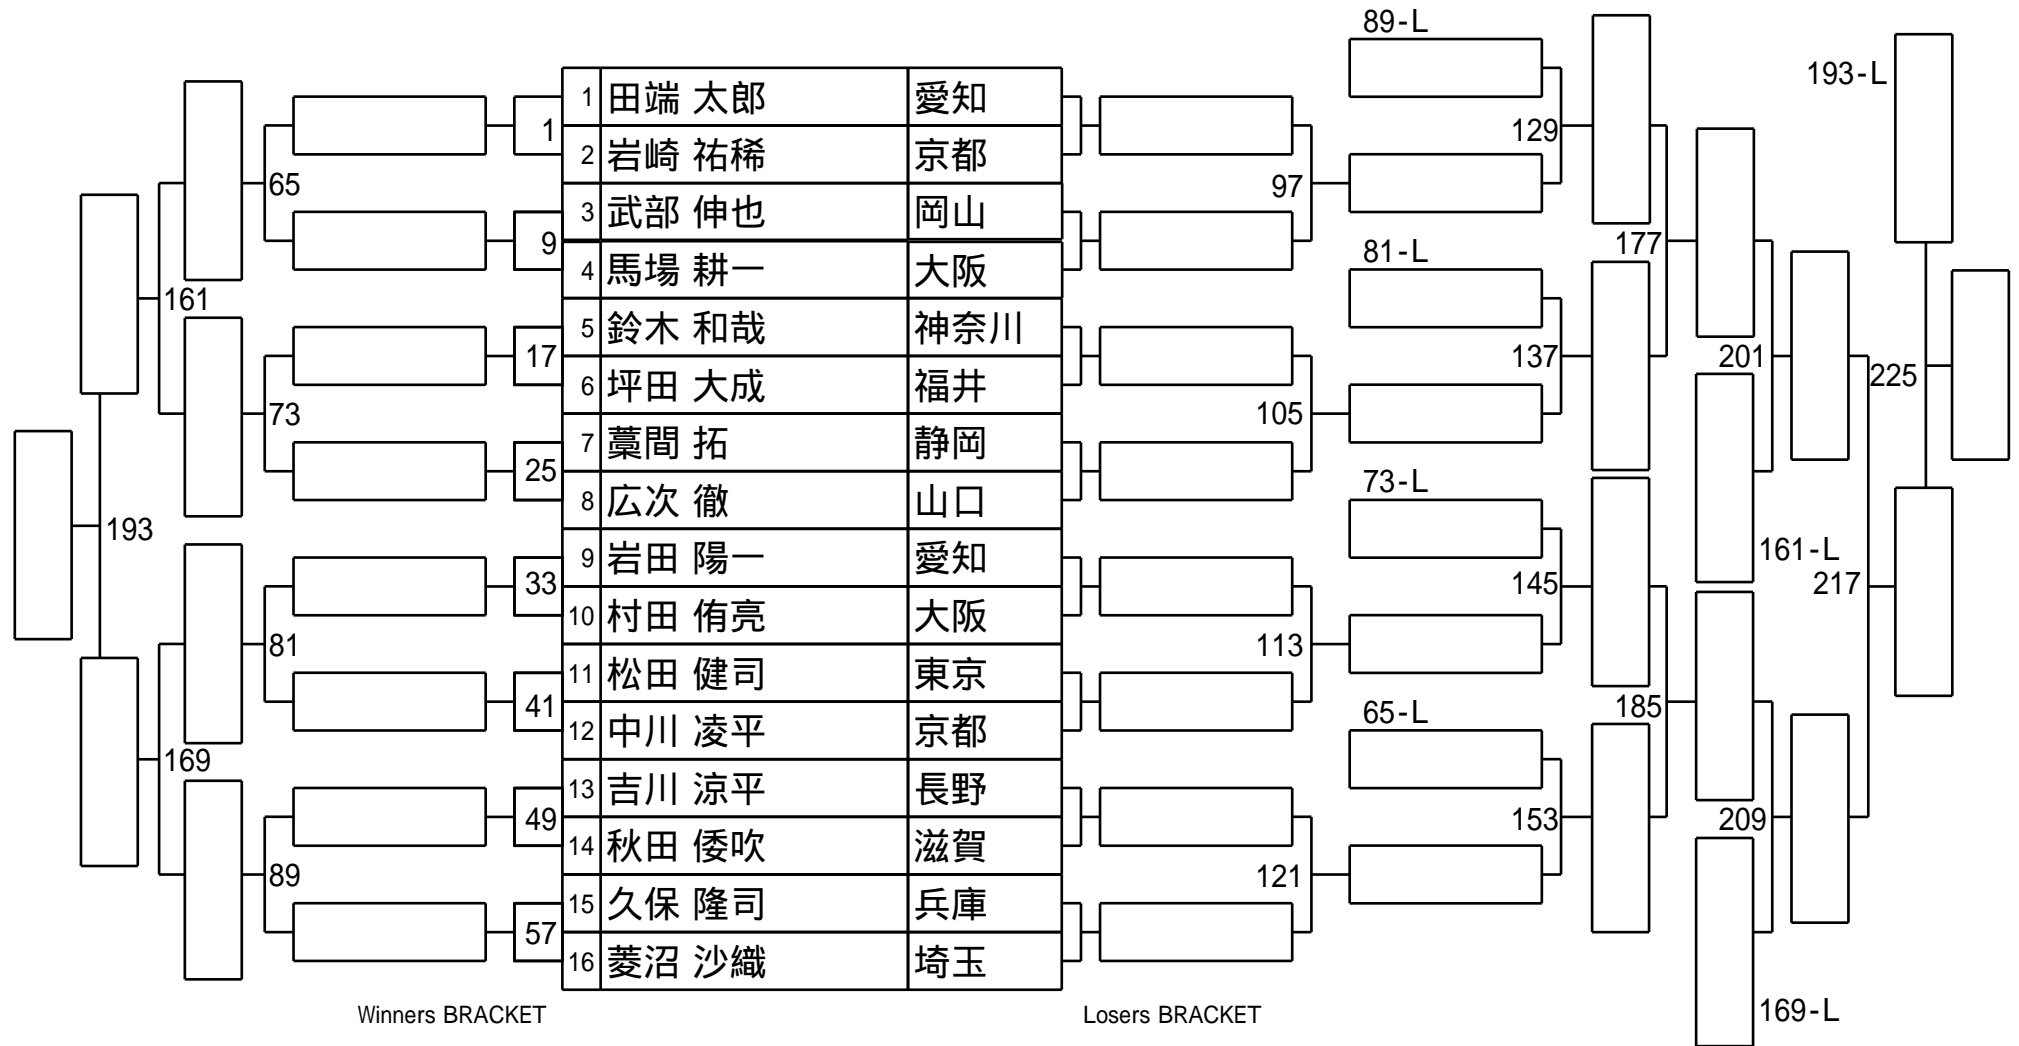 89-L
193-L
1 田端 太郎 愛知
1
129
2 岩崎 祐稀 京都
65
97
3 武部 伸也 岡山
9
177
81-L
4 馬場 耕一 大阪
161
5 鈴木 和哉 神奈川
17
137
201
225
6 坪田 大成 福井
73
105
7 藁間 拓 静岡
25
73-L
8 広次 徹 山口
193
9 岩田 陽一 愛知
161-L
33
145
217
10 村田 侑亮 大阪
81
113
11 松田 健司 東京
41
65-L
185
12 中川 凌平 京都
169
13 吉川 涼平 長野
49
153
209
14 秋田 倭吹 滋賀
89
121
15 久保 隆司 兵庫
57
16 菱沼 沙織 埼玉
169-L
Winners BRACKET
Losers BRACKET